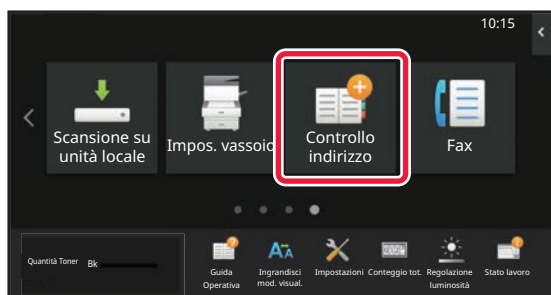 10:15
Scansione su
unità locale
Impos. vassoio
Controllo
indirizzo
Fax
Quantità Toner Bk
Guida
Operativa
Ingrandisci
mod. visual.
Impostazioni
Conteggio tot.
Regolazione
luminosità
Stato lavoro